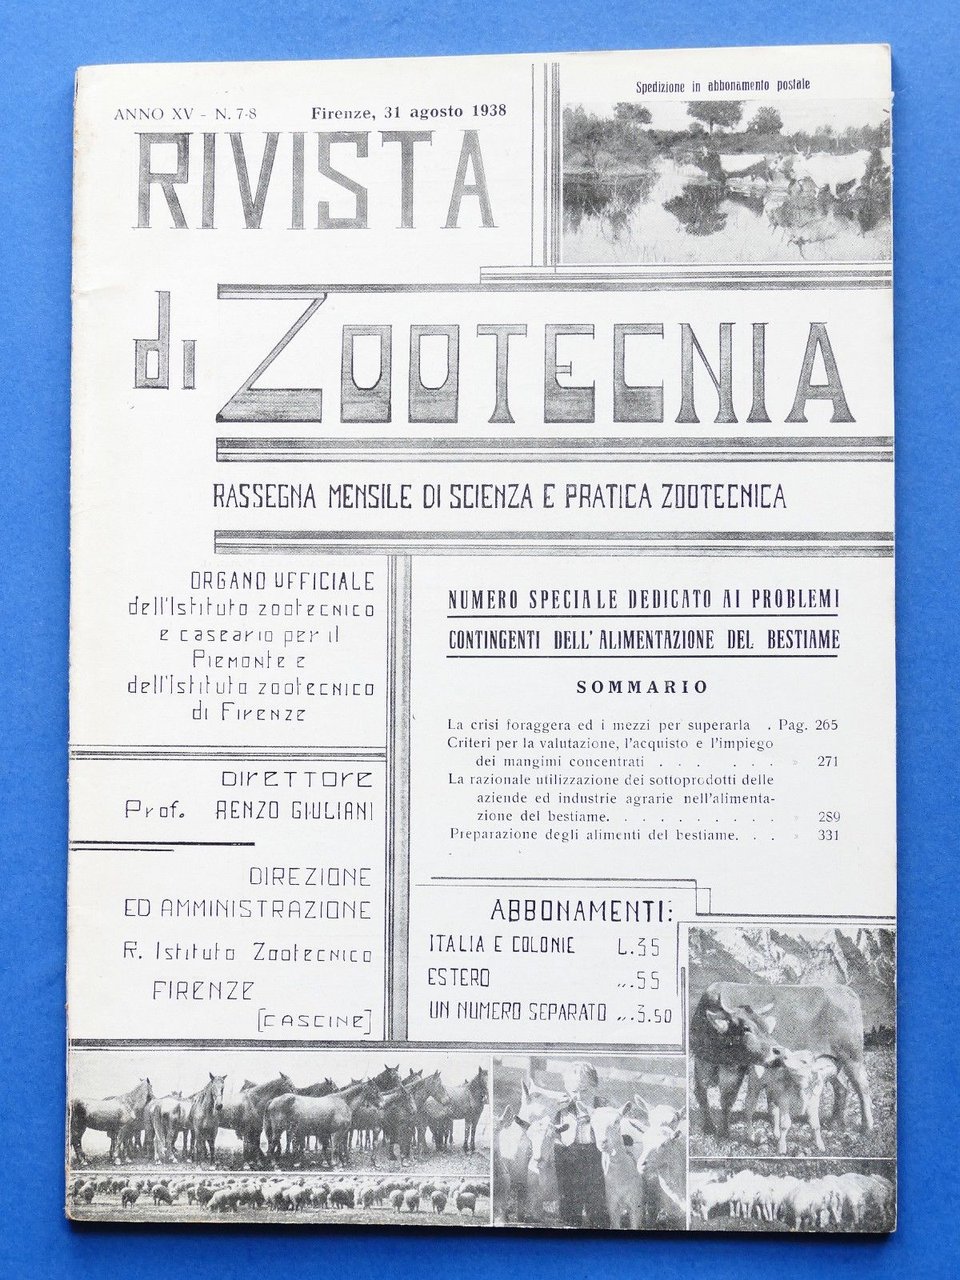 Spedizione in abbonamento postale
ANNO XV - N. 7-8 Firenze, 31 agosto 1938
RIVISTA
di ZOOTECNIA
RASSEGNA MENSILE DI SCIENZA E PRATICA ZOOTECNICA
ORGANO UFFICIALE
dell'Istituto zootecnico
e caseario per il
Piemonte e
dell'Istituto zootecnico
di Firenze
DIRETTORE
Prof. RENZO GIULIANI
DIREZIONE
ED AMMINISTRAZIONE
R. Istituto Zootecnico
FIRENZE
[CASCINE]
NUMERO SPECIALE DEDICATO AI PROBLEMI
CONTINGENTI DELL'ALIMENTAZIONE DEL BESTIAME
SOMMARIO
La crisi foraggera ed i mezzi per superarla . Pag. 265
Criteri per la valutazione, l'acquisto e l'impiego
dei mangimi concentrati . . . . . . » 271
La razionale utilizzazione dei sottoprodotti delle
aziende ed industrie agrarie nell'alimenta-
zione del bestiame. . . . . . . . . . » 289
Preparazione degli alimenti del bestiame. . . » 331
ABBONAMENTI:
ITALIA E COLONIE L.35
ESTERO „.55
UN NUMERO SEPARATO „.3.50